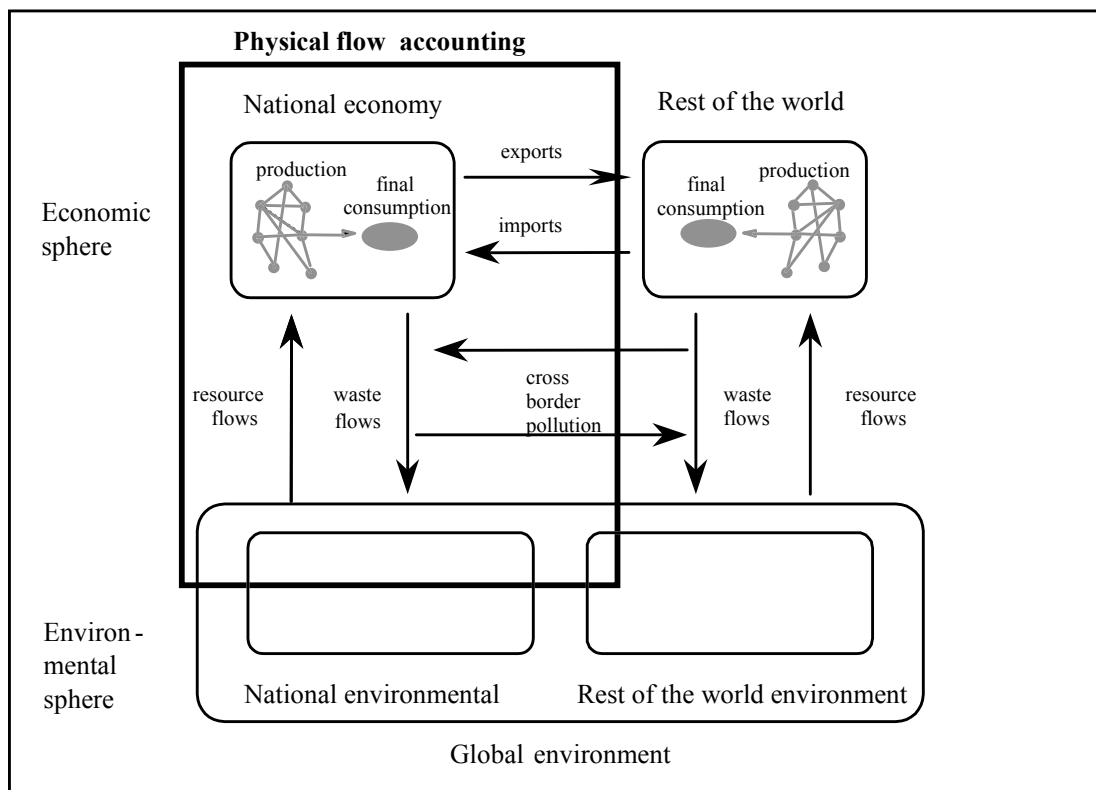 Physical flow accounting
National economy
Rest of the world
production
final
consumption
exports
imports
final
consumption
production
Economic
sphere
resource
flows
waste
flows
cross
border
pollution
waste
flows
resource
flows
Environ -
mental
sphere
National environmental
Rest of the world environment
Global environment